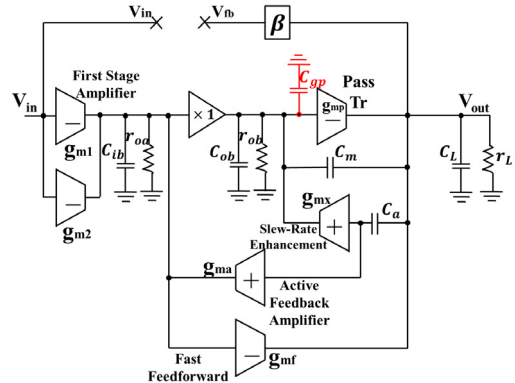 Vin
Vfb
β
Vin
First Stage
Amplifier
−
gm1
−
gm2
Cib
roa
× 1
Cob
rob
Cgp
gmp
−
Pass
Tr
Vout
CL
rL
Cm
gmx
+
Ca
Slew-Rate
Enhancement
gma
+
Active
Feedback
Amplifier
Fast
Feedforward
−
gmf